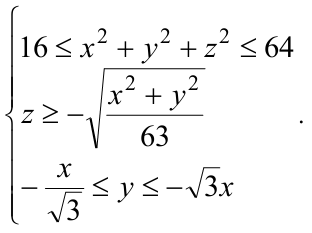 16 ≤ x² + y² + z² ≤ 64
z ≥ −√((x² + y²)/63)
−x/√3 ≤ y ≤ −√3x
.